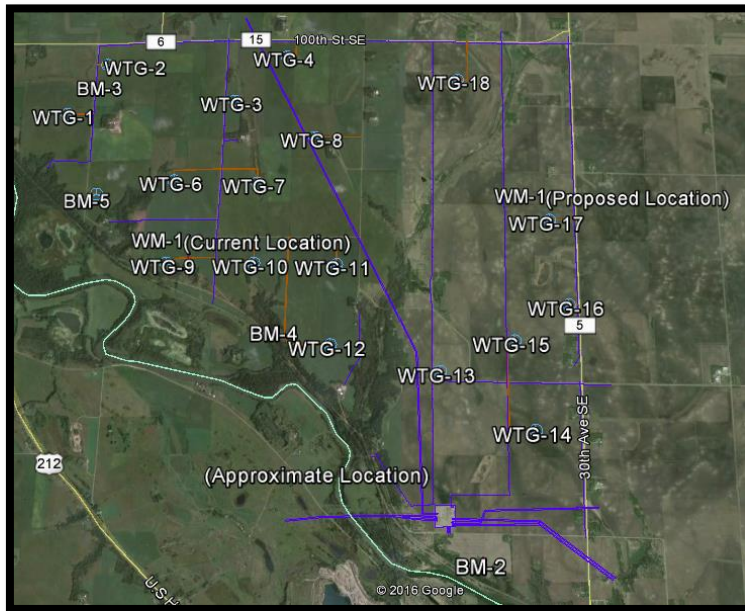 15
100th St SE
6
WTG-4
WTG-2
WTG-18
BM-3
WTG-3
WTG-1
WTG-8
WTG-6
WTG-7
BM-5
WM-1(Proposed Location)
WTG-17
WM-1(Current Location)
WTG-9
WTG-10
WTG-11
WTG-16
5
BM-4
WTG-12
WTG-15
WTG-13
WTG-14
30th Ave SE
212
(Approximate Location)
BM-2
U.S.H
© 2016 Google